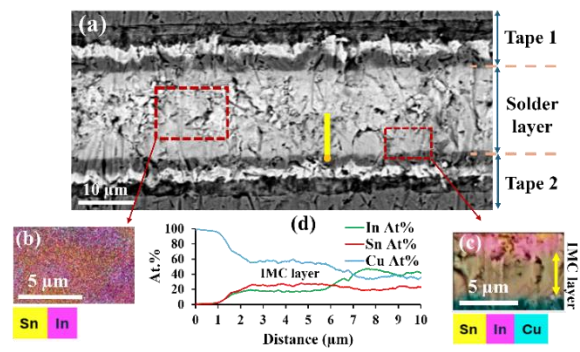 (a)
Tape 1
Solder
layer
Tape 2
10 µm
(b)
5 µm
Sn In
(d)
In At%
Sn At%
Cu At%
IMC layer
At.%
100
80
60
40
20
0
0 1 2 3 4 5 6 7 8 9 10
Distance (µm)
(c)
5 µm
IMC layer
Sn In Cu